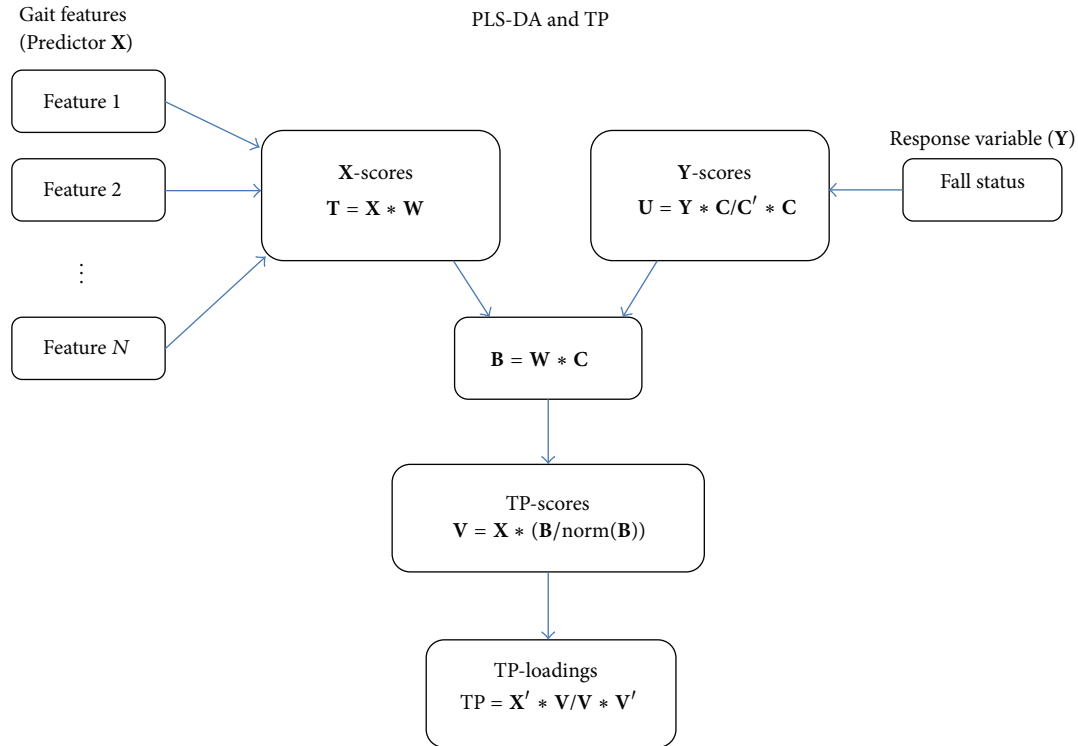 PLS-DA and TP
Gait features
(Predictor X)
Feature 1
Feature 2
⋮
Feature N
X-scores
T = X ∗ W
Y-scores
U = Y ∗ C/C′ ∗ C
Response variable (Y)
Fall status
B = W ∗ C
TP-scores
V = X ∗ (B/norm(B))
TP-loadings
TP = X′ ∗ V/V ∗ V′